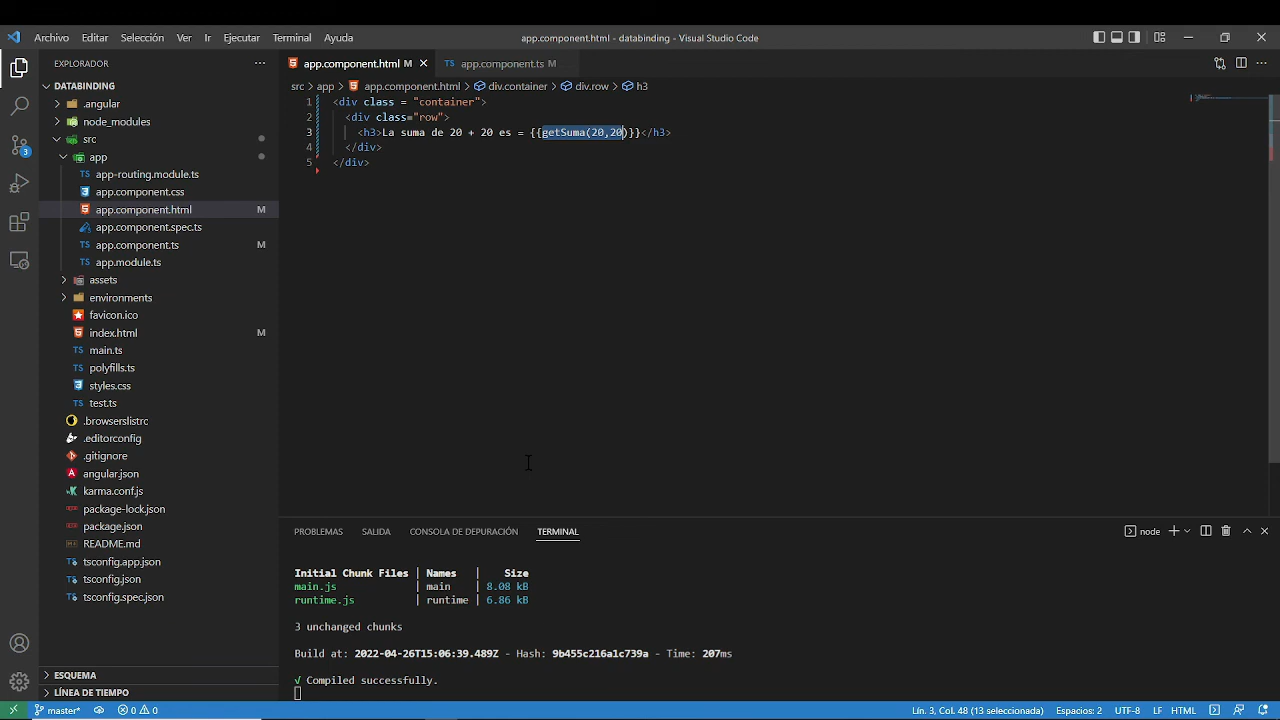 Archivo Editar Selección Ver Ir Ejecutar Terminal Ayuda
app.component.html - databinding - Visual Studio Code
EXPLORADOR
DATABINDING
.angular
node_modules
src
app
app-routing.module.ts
app.component.css
app.component.html M
app.component.spec.ts
app.component.ts M
app.module.ts
assets
environments
favicon.ico
index.html M
main.ts
polyfills.ts
styles.css
test.ts
.browserslistrc
.editorconfig
.gitignore
angular.json
karma.conf.js
package-lock.json
package.json
README.md
tsconfig.app.json
tsconfig.json
tsconfig.spec.json
ESQUEMA
LÍNEA DE TIEMPO
3
app.component.html M app.component.ts M
src app app.component.html div.container div.row h3
1 <div class = "container">
2 <div class="row">
3 <h3>La suma de 20 + 20 es = {{getSuma(20,20)}}</h3>
4 </div>
5 </div>
PROBLEMAS SALIDA CONSOLA DE DEPURACIÓN TERMINAL node
Initial Chunk Files | Names | Size
main.js | main | 8.08 kB
runtime.js | runtime | 6.86 kB
3 unchanged chunks
Build at: 2022-04-26T15:06:39.489Z - Hash: 9b455c216a1c739a - Time: 207ms
√ Compiled successfully.
master* 0 0 Lín. 3, Col. 48 (13 seleccionada) Espacios: 2 UTF-8 LF HTML